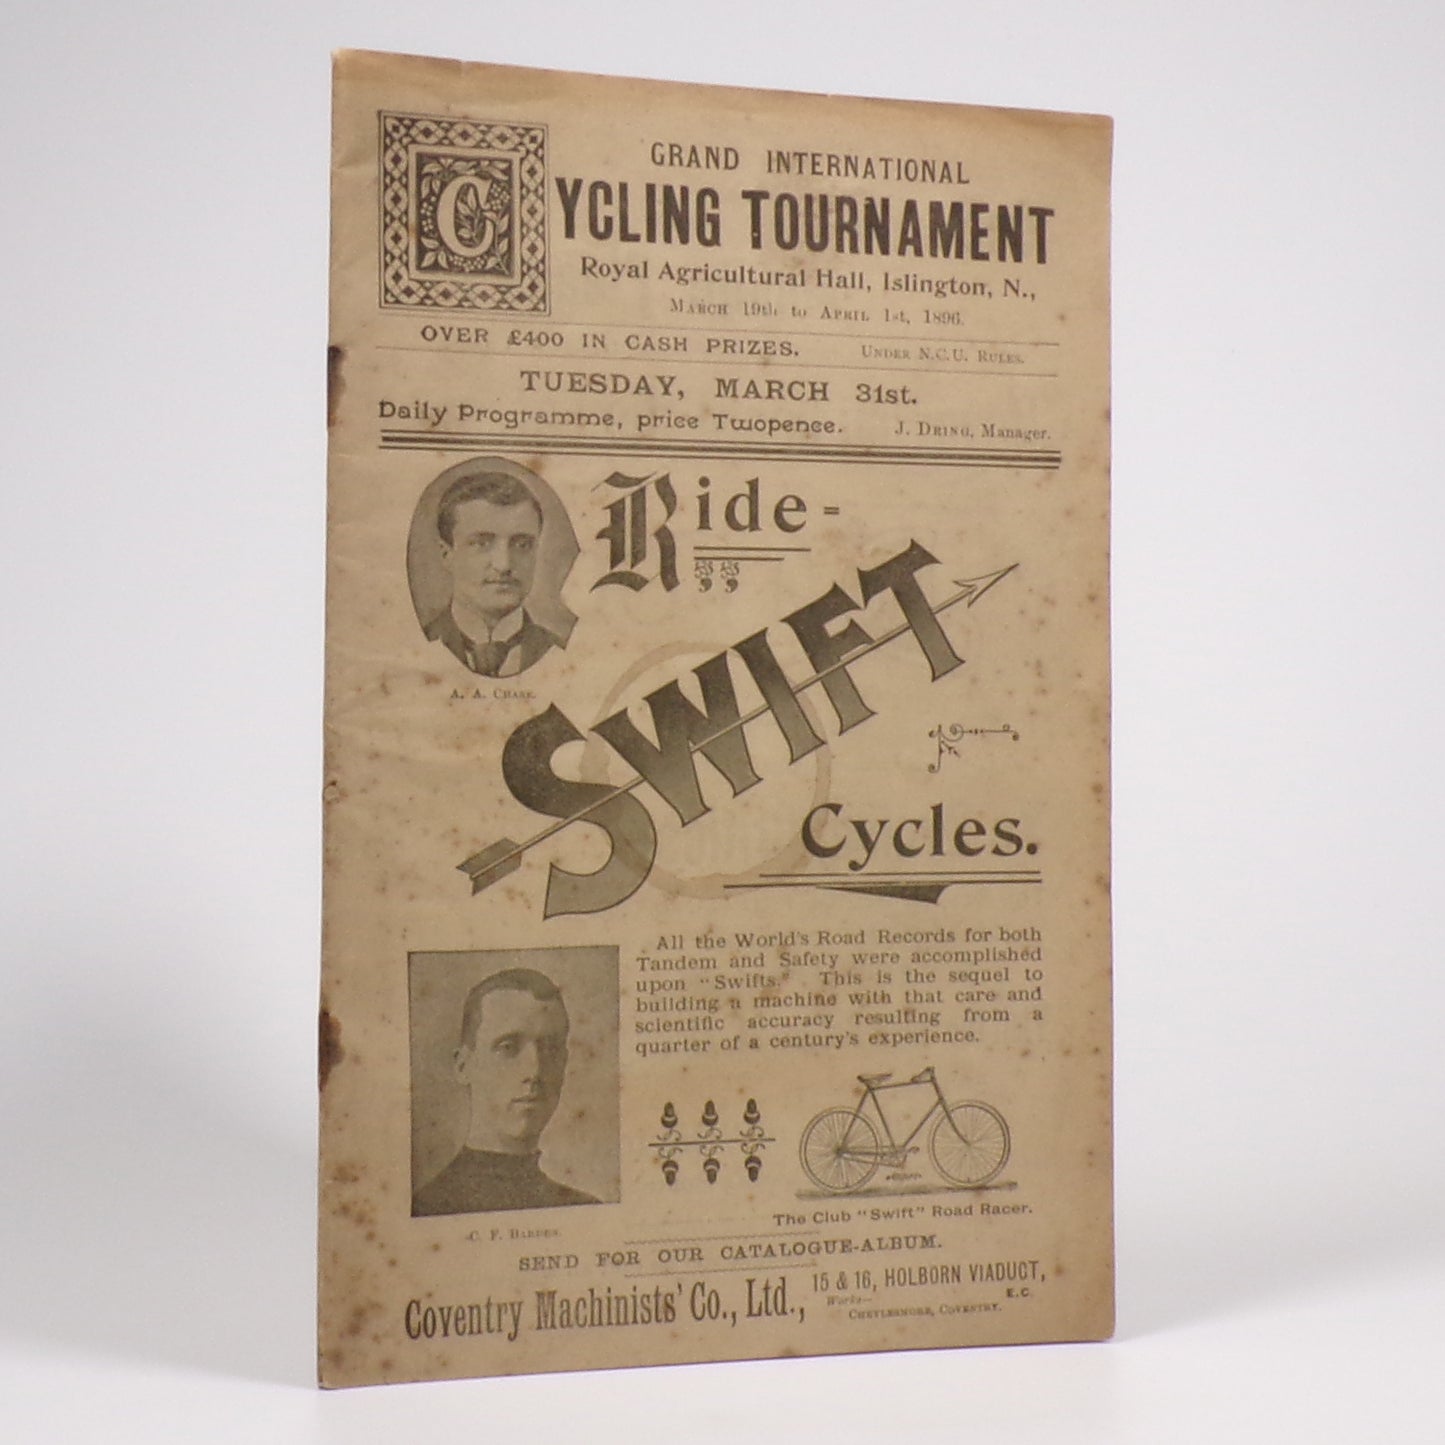 GRAND INTERNATIONAL
CYCLING TOURNAMENT
Royal Agricultural Hall, Islington, N.,
MARCH 19th to APRIL 1st, 1896.
OVER £400 IN CASH PRIZES. UNDER N.C.U. RULES.
TUESDAY, MARCH 31st.
Daily Programme, price Twopence. J. DRING, Manager.
Ride-
SWIFT
A. A. CHASE.
Cycles.
All the World's Road Records for both
Tandem and Safety were accomplished
upon "Swifts." This is the sequel to
building a machine with that care and
scientific accuracy resulting from a
quarter of a century's experience.
The Club "Swift" Road Racer.
C. F. BARDEN.
SEND FOR OUR CATALOGUE-ALBUM.
Coventry Machinists' Co., Ltd., 15 & 16, HOLBORN VIADUCT,
E.C.
Works—
CHEYLESMORE, COVENTRY.